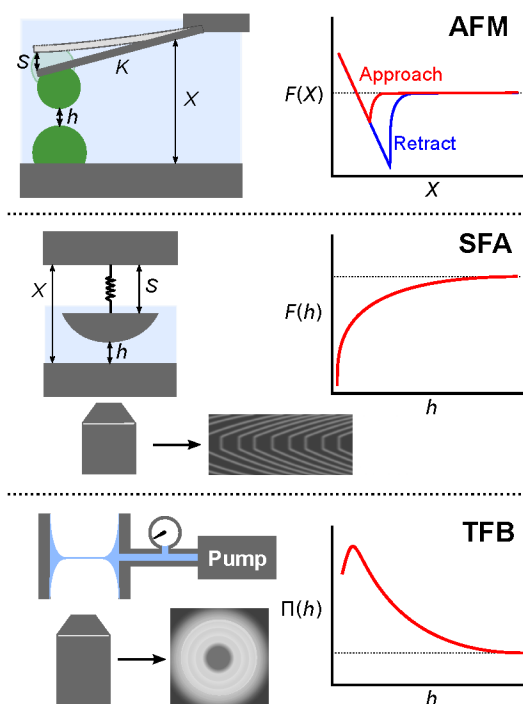 AFM
S
K
X
h
F(X)
Approach
Retract
X
SFA
X
S
h
F(h)
h
TFB
Pump
Π(h)
h